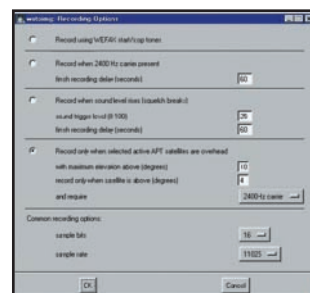 wxtoimg: Recording Options
Record using WEFAX start/stop tones
Record when 2400 Hz carrier present
finish recording delay (seconds) 60
Record when sound level rises (squelch breaks)
sound trigger level (0-100) 25
finish recording delay (seconds) 60
Record only when selected active APT satellites are overhead
with maximum elevation above (degrees) 10
record only when satellite is above (degrees) 4
and require 2400Hz carrier
Common recording options:
sample bits 16
sample rate 11025
OK Cancel